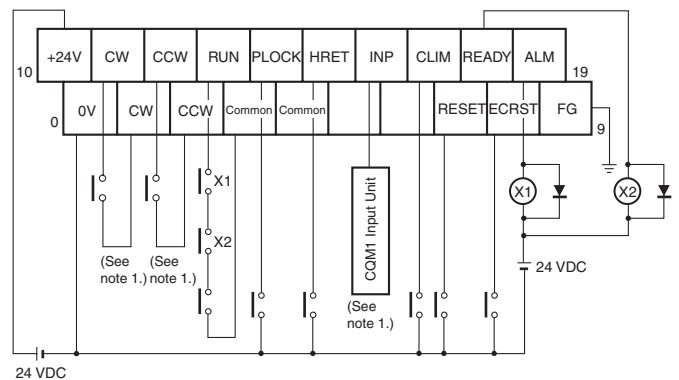 +24V CW CCW RUN PLOCK HRET INP CLIM READY ALM
10 19
0V CW CCW Common Common RESET ECRST FG
0 9
X1 X1 X2
X2
CQM1 Input Unit
(See note 1.) (See note 1.)
24 VDC
(See note 1.)
24 VDC